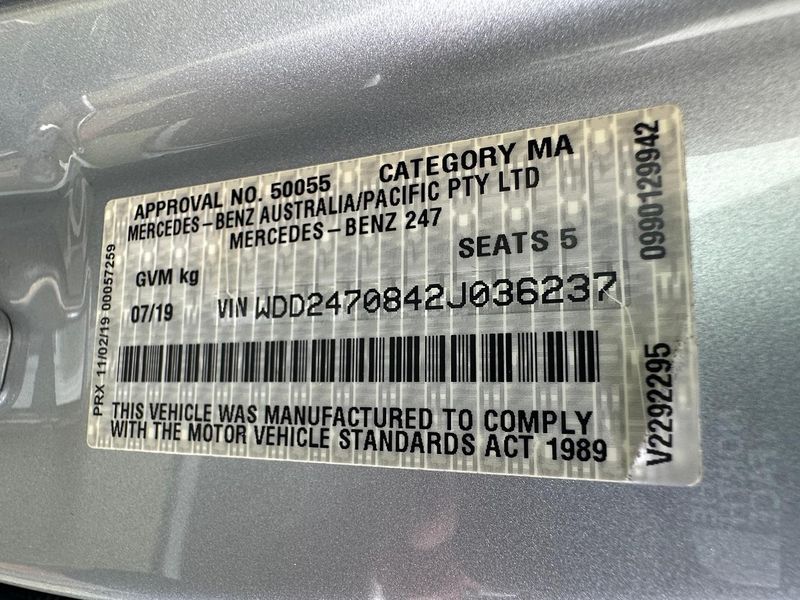 APPROVAL NO. 50055 CATEGORY MA
MERCEDES-BENZ AUSTRALIA/PACIFIC PTY LTD
MERCEDES-BENZ 247
GVM kg SEATS 5
07/19 VIN WDD2470842J036237
THIS VEHICLE WAS MANUFACTURED TO COMPLY
WITH THE MOTOR VEHICLE STANDARDS ACT 1989
PRX 11/02/19 00057259
V2292295 0990129942